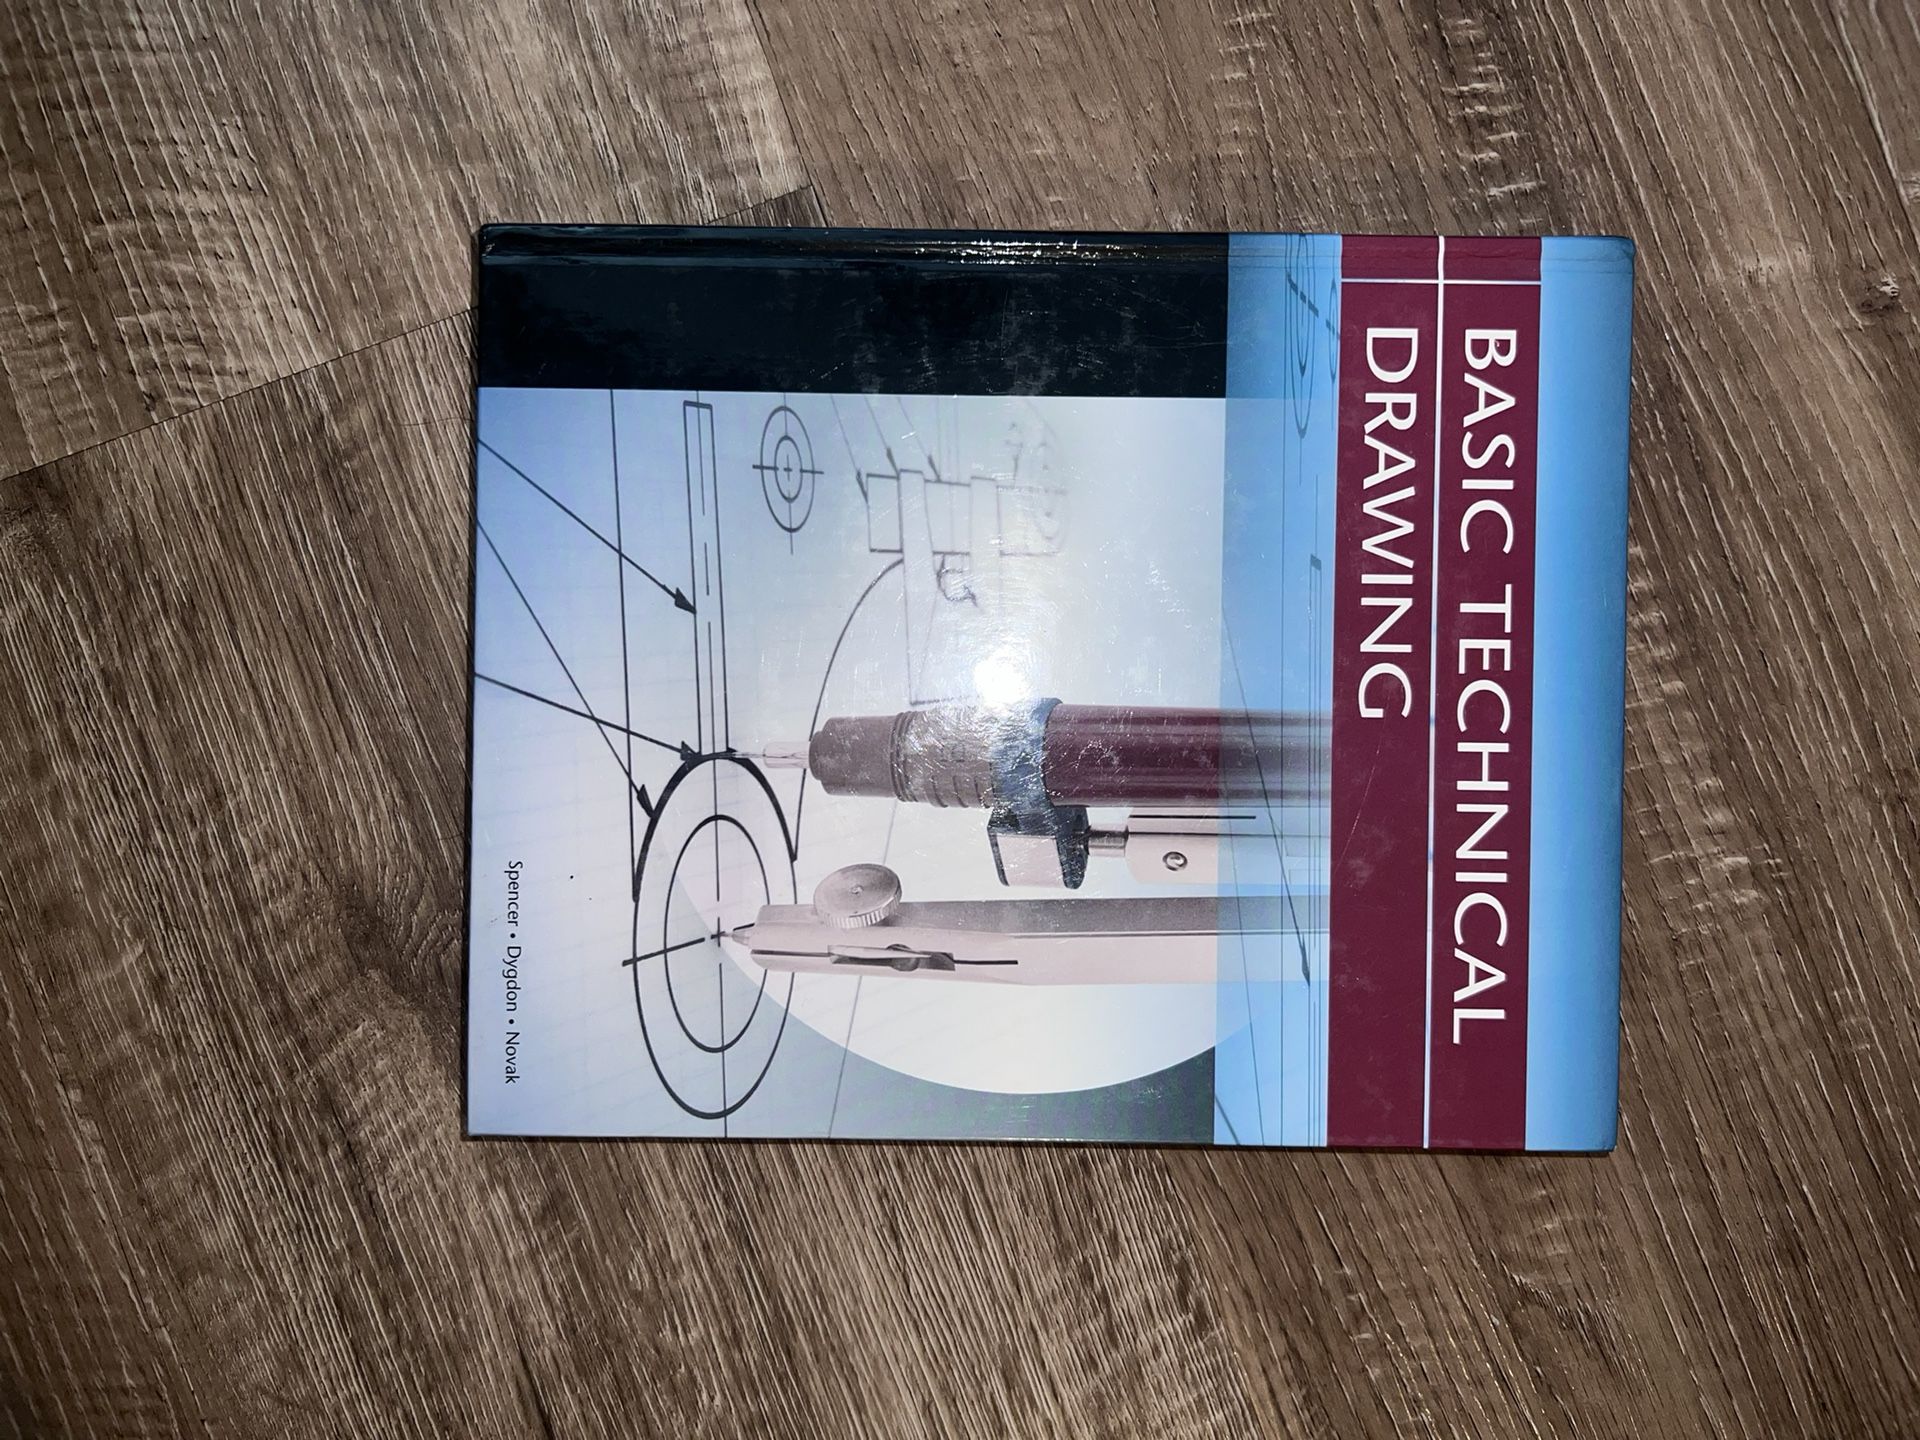 BASIC TECHNICAL
DRAWING
Spencer • Dygdon • Novak